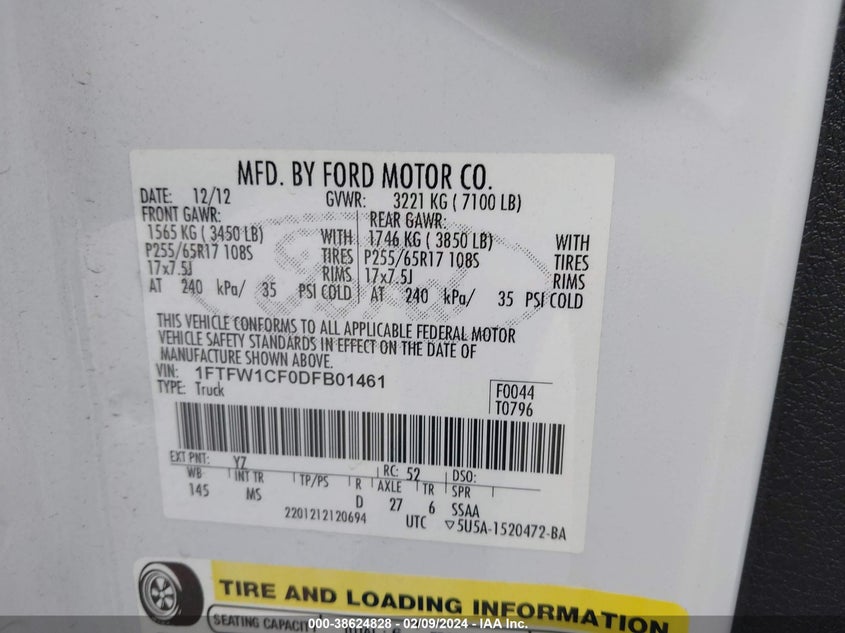 MFD. BY FORD MOTOR CO.
DATE: 12/12 GVWR: 3221 KG ( 7100 LB)
FRONT GAWR: REAR GAWR:
1565 KG ( 3450 LB) WITH 1746 KG ( 3850 LB) WITH
P255/65R17 108S TIRES P255/65R17 108S TIRES
17x7.5J RIMS 17x7.5J RIMS
AT 240 kPa/ 35 PSI COLD AT 240 kPa/ 35 PSI COLD
THIS VEHICLE CONFORMS TO ALL APPLICABLE FEDERAL MOTOR
VEHICLE SAFETY STANDARDS IN EFFECT ON THE DATE OF
MANUFACTURE SHOWN ABOVE.
VIN: 1FTFW1CF0DFB01461
TYPE: Truck
F0044
T0796
EXT PNT: YZ RC: 52 DSO:
WB INT TR TP/PS R AXLE TR SPR
145 MS D 27 6 SSAA
2201212120694 UTC ▽5U5A-1520472-BA
TIRE AND LOADING INFORMATION
SEATING CAPACITY
000-38624828 - 02/09/2024 - IAA Inc.